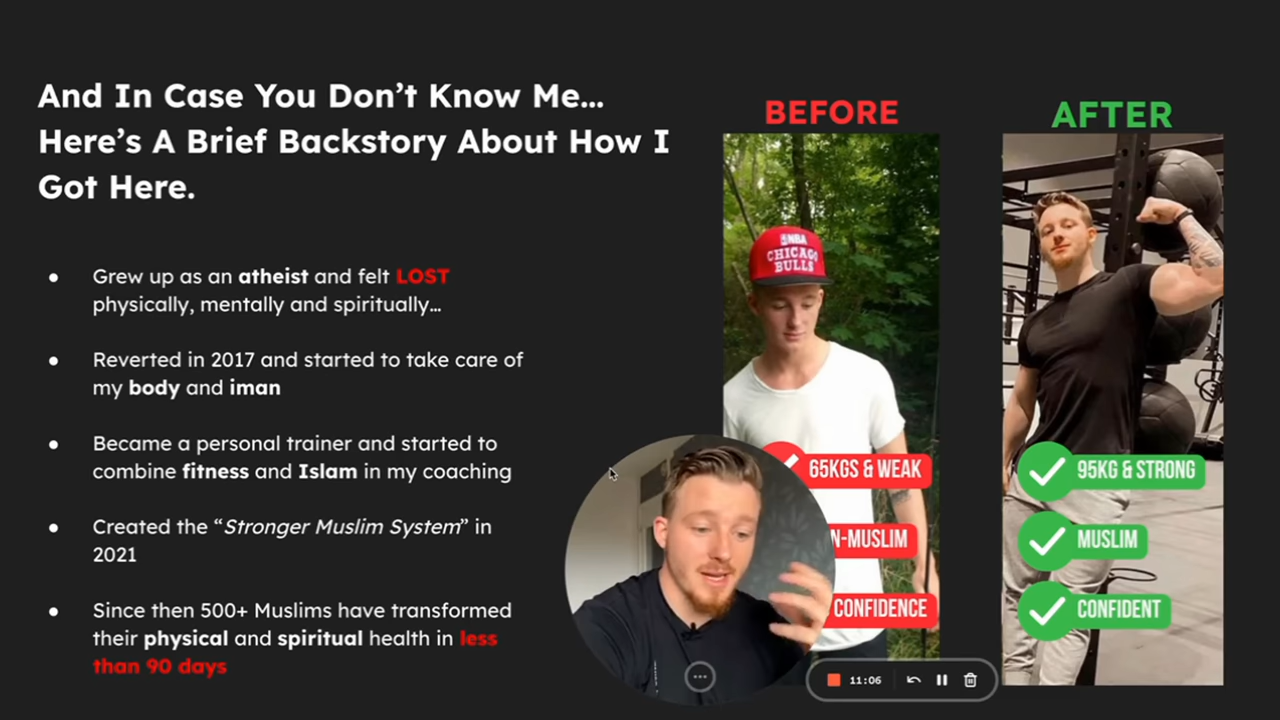 And In Case You Don't Know Me...
Here's A Brief Backstory About How I
Got Here.
● Grew up as an atheist and felt LOST
physically, mentally and spiritually...
● Reverted in 2017 and started to take care of
my body and iman
● Became a personal trainer and started to
combine fitness and Islam in my coaching
● Created the “Stronger Muslim System” in
2021
● Since then 500+ Muslims have transformed
their physical and spiritual health in less
than 90 days
BEFORE
NBA
CHICAGO
BULLS
65KGS & WEAK
N-MUSLIM
CONFIDENCE
AFTER
95KG & STRONG
MUSLIM
CONFIDENT
11:06